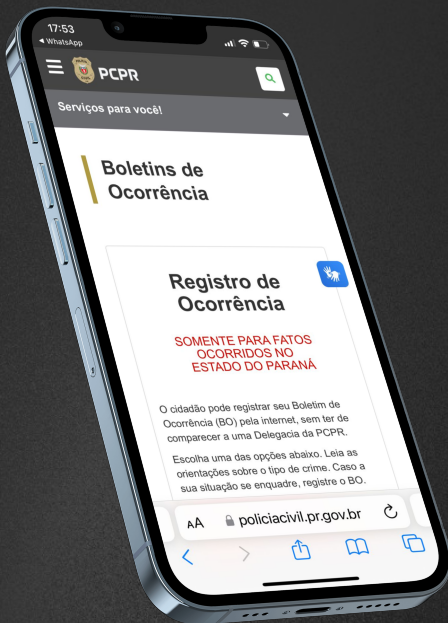 17:53
WhatsApp
PCPR
Serviços para você!
Boletins de
Ocorrência
Registro de
Ocorrência
SOMENTE PARA FATOS
OCORRIDOS NO
ESTADO DO PARANÁ
O cidadão pode registrar seu Boletim de
Ocorrência (BO) pela internet, sem ter de
comparecer a uma Delegacia da PCPR.
Escolha uma das opções abaixo. Leia as
orientações sobre o tipo de crime. Caso a
sua situação se enquadre, registre o BO.
AA policiacivil.pr.gov.br